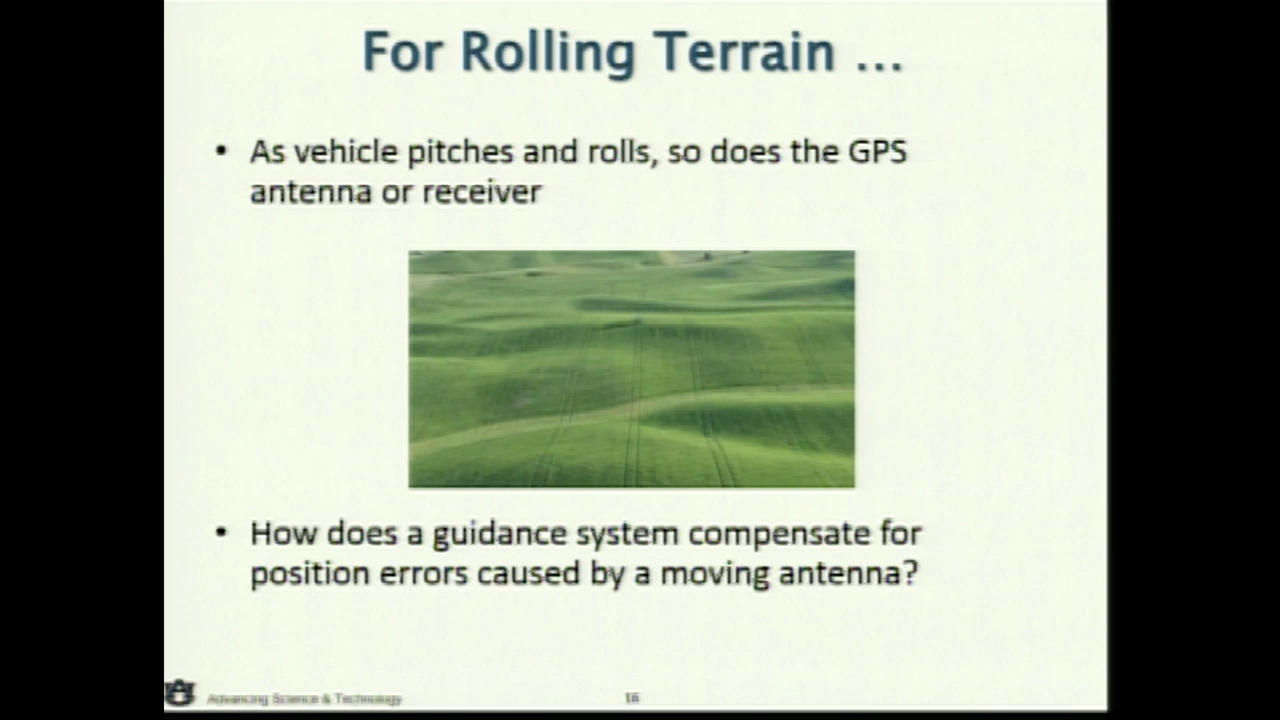 For Rolling Terrain ...
• As vehicle pitches and rolls, so does the GPS
antenna or receiver
• How does a guidance system compensate for
position errors caused by a moving antenna?
Advancing Science & Technology
16